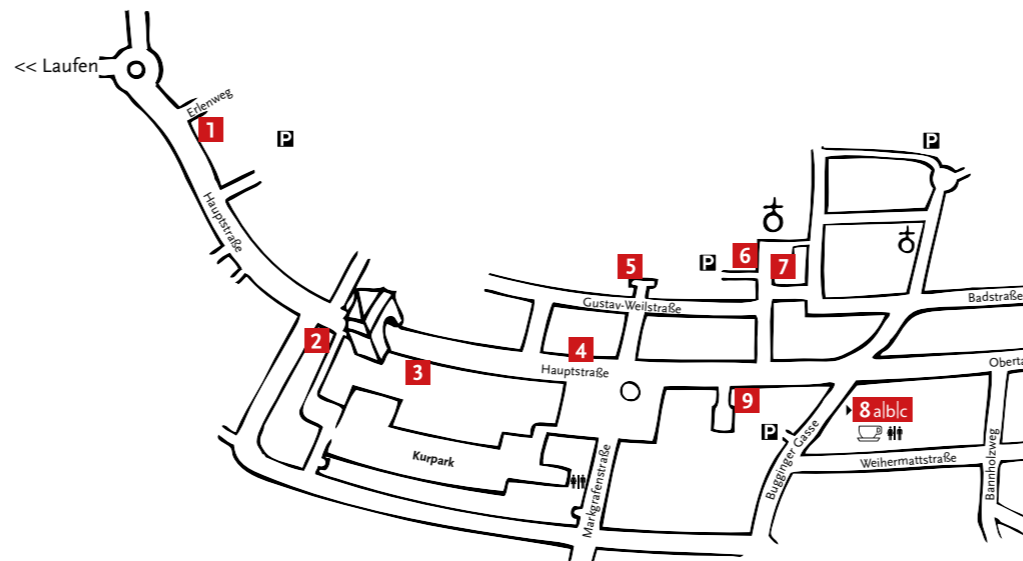 << Laufen
Erlenweg
1
P
Hauptstraße
P
6
7
P
5
Gustav-Weilstraße
Badstraße
2
3
4
Hauptstraße
9
8 a|b|c
P
Kurpark
Markgrafenstraße
Bugginger Gasse
Weihermattstraße
Bannholzweg